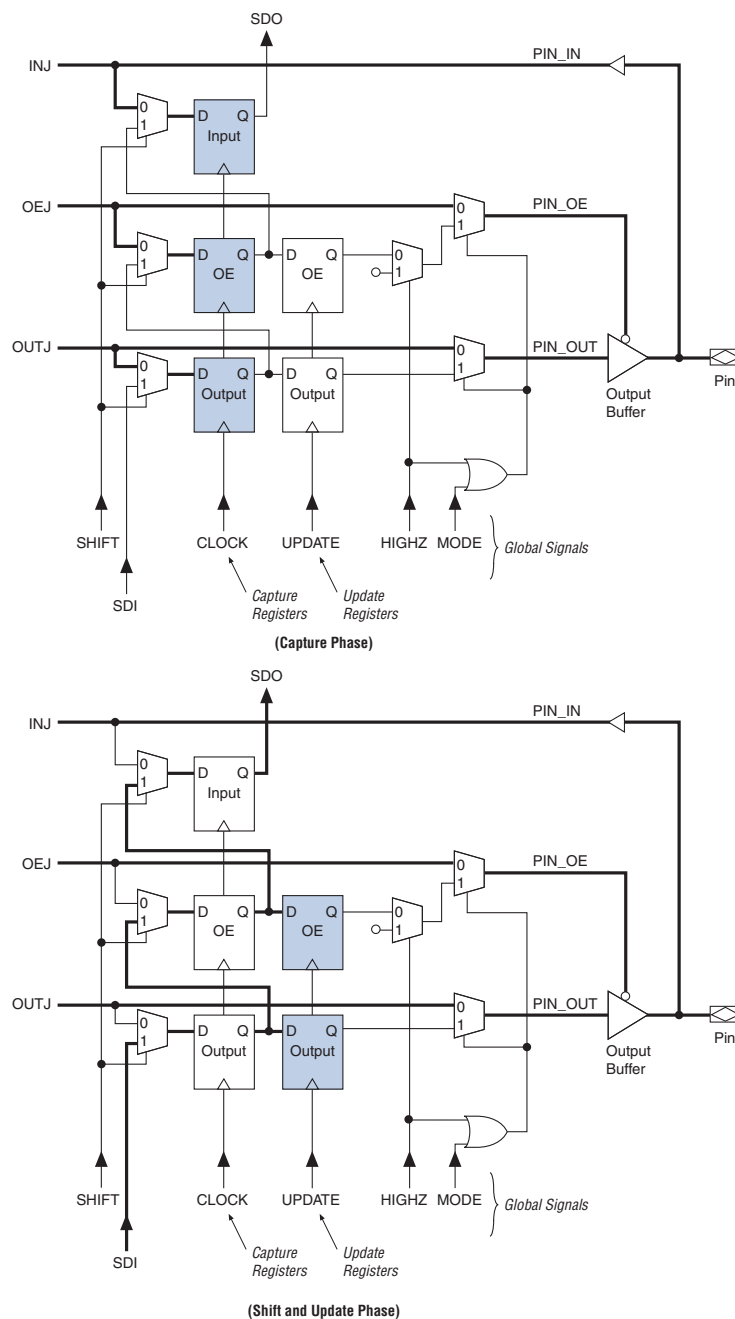 SDO
INJ
PIN_IN
0
1
D Q
Input
OEJ
PIN_OE
0
1
0
1
D Q
OE
D Q
OE
0
1
OUTJ
PIN_OUT
0
1
0
1
D Q
Output
D Q
Output
Pin
Output
Buffer
SHIFT
CLOCK
UPDATE
HIGHZ
MODE
Global Signals
SDI
Capture
Registers
Update
Registers
(Capture Phase)
SDO
INJ
PIN_IN
0
1
D Q
Input
OEJ
PIN_OE
0
1
0
1
D Q
OE
D Q
OE
0
1
OUTJ
PIN_OUT
0
1
0
1
D Q
Output
D Q
Output
Pin
Output
Buffer
SHIFT
CLOCK
UPDATE
HIGHZ
MODE
Global Signals
SDI
Capture
Registers
Update
Registers
(Shift and Update Phase)